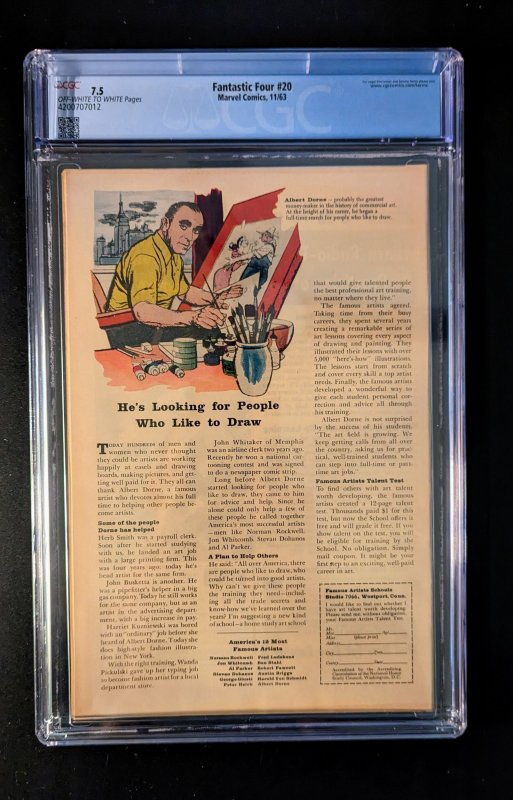 CGC
7.5
OFF-WHITE TO WHITE Pages
4200707012
Fantastic Four #20
Marvel Comics, 11/63
www.cgccomics.com/terms
CGC
Albert Dorne – probably the greatest
money-maker in the history of commercial art.
At the height of his career, he began a
full-time search for people who like to draw.
He's Looking for People
Who Like to Draw
TODAY HUNDREDS of men and
women who never thought
they could be artists are working
happily at easels and drawing
boards, making pictures, and get-
ting well paid for it. They all can
thank Albert Dorne, a famous
artist who devotes almost his full
time to helping other people be-
come artists.
Some of the people
Dorne has helped
Herb Smith was a payroll clerk.
Soon after he started studying
with us, he landed an art job
with a large printing firm. This
was four years ago; today he's
head artist for the same firm.
John Busketta is another. He
was a pipefitter's helper in a big
gas company. Today he still works
for the same company, but as an
artist in the advertising depart-
ment, with a big increase in pay.
Harriet Kuzniewski was bored
with an "ordinary" job before she
heard of Albert Dorne. Today she
does high-fashion illustra-
tion in New York.
With the right training, Wanda
Pickulski gave up her typing job
to become fashion artist for a local
department store.
John Whitaker of Memphis
was an airline clerk two years ago.
Recently he won a national car-
tooning contest and was signed
to do a newspaper comic strip.
Long before Albert Dorne
started looking for people who
like to draw, they came to him
for advice and help. Since he
alone could only help a few of
these people he called together
America's most successful artists
– men like Norman Rockwell,
Jon Whitcomb, Stevan Dohanos
and Al Parker.
A Plan to Help Others
He said: "All over America, there
are people who like to draw, who
could be turned into good artists.
Why can't we give these people
the training they need – includ-
ing all the trade secrets and
know-how we've learned over the
years? I'm suggesting a new kind
of school – a home study art school
America's 12 Most
Famous Artists
Norman Rockwell
Jon Whitcomb
Al Parker
Stevan Dohanos
George Giusti
Peter Helck
Fred Ludekens
Ben Stahl
Robert Fawcett
Austin Briggs
Harold Von Schmidt
Albert Dorne
that would give talented people
the best professional art training,
no matter where they live."
The famous artists agreed.
Taking time from their busy
careers, they spent several years
creating a remarkable series of
art lessons covering every aspect
of drawing and painting. They
illustrated their lessons with over
5,000 "here's-how" illustrations.
The lessons start from scratch
and cover every skill a top artist
needs. Finally, the famous artists
developed a wonderful way to
give each student personal cor-
rection and advice all through
his training.
Albert Dorne is not surprised
by the success of his students.
"The art field is growing. We
keep getting calls from all over
the country, asking us for prac-
tical, well-trained students who
can step into full-time or part-
time art jobs."
Famous Artists Talent Test
To find others with art talent
worth developing, the famous
artists created a 12-page talent
test. Thousands paid $1 for this
test, but now the School offers it
free and will grade it free. If you
show talent on the test, you will
be eligible for training by the
School. No obligation. Simply
mail coupon. It might be your
first step to an exciting, well-
paid career in art.
Famous Artists Schools
Studio 7066, Westport, Conn.
I would like to find out whether I
have art talent worth developing.
Please send me, without obligation,
your Famous Artists Talent Test.
Mr.
Mrs. Age
Miss (please print)
Address
City Zone
County State
Accredited by the Accrediting
Commission of the National Home
Study Council, Washington, D.C.